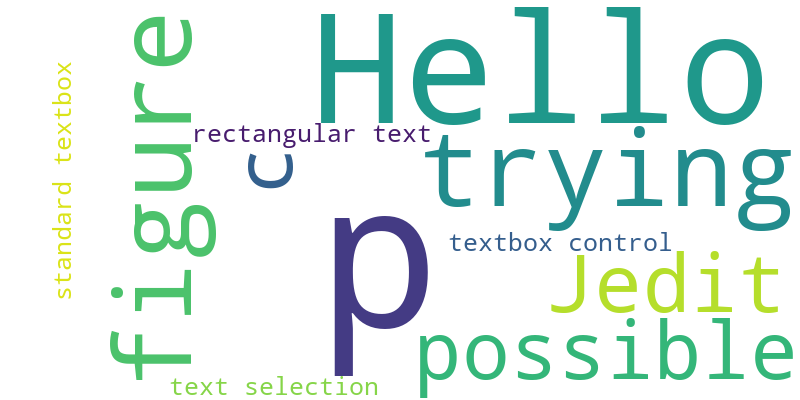 Hello
figure
standard textbox
rectangular text
trying
c
p
textbox control
Jedit
possible
text selection